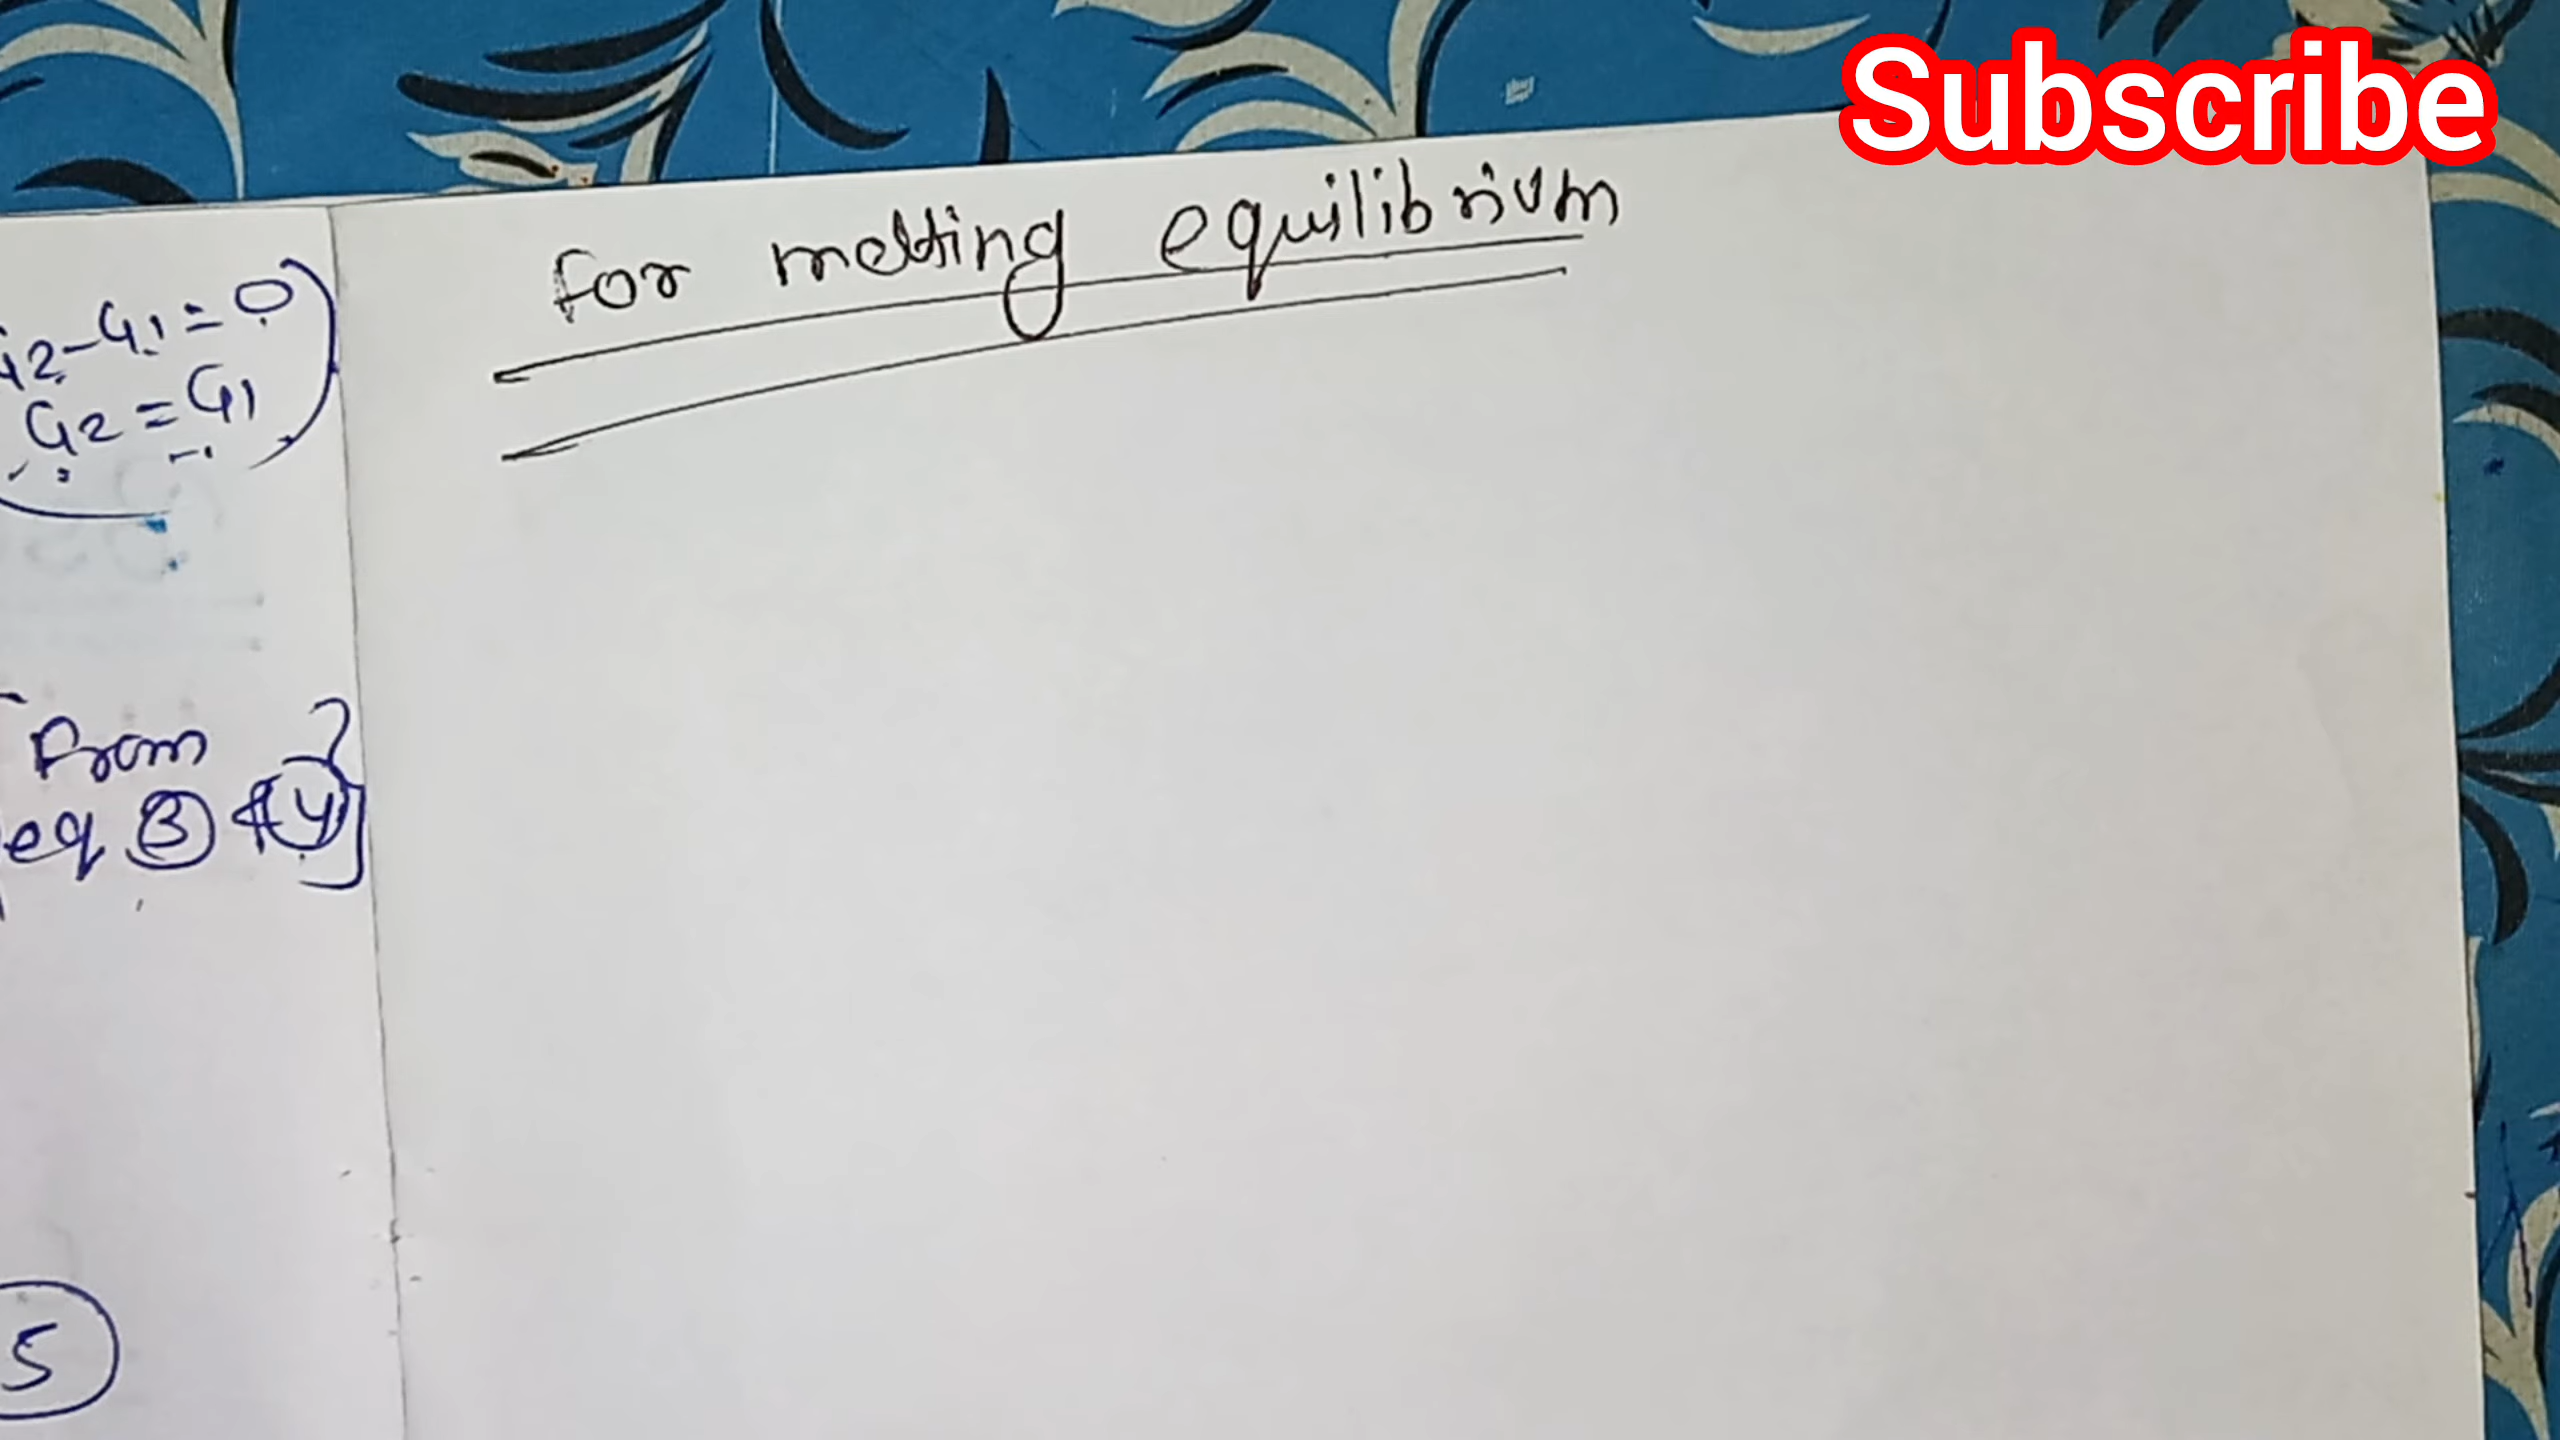 Subscribe
For melting equilibrium
G2-G1=0
G2=G1
From
eq 3 & 4
5